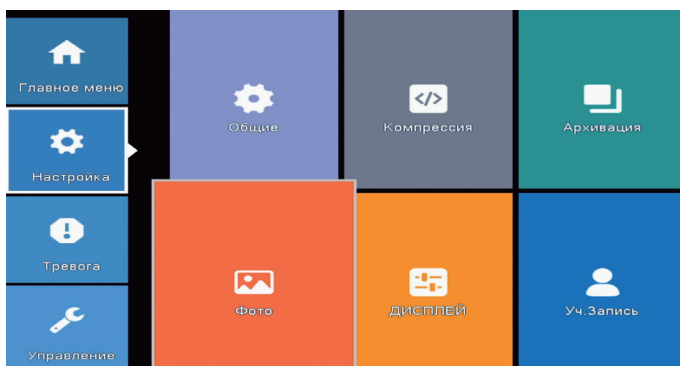 Главное меню
Настройка
Тревога
Управление
Общие
Компрессия
Архивация
Фото
ДИСПЛЕЙ
Уч.Запись